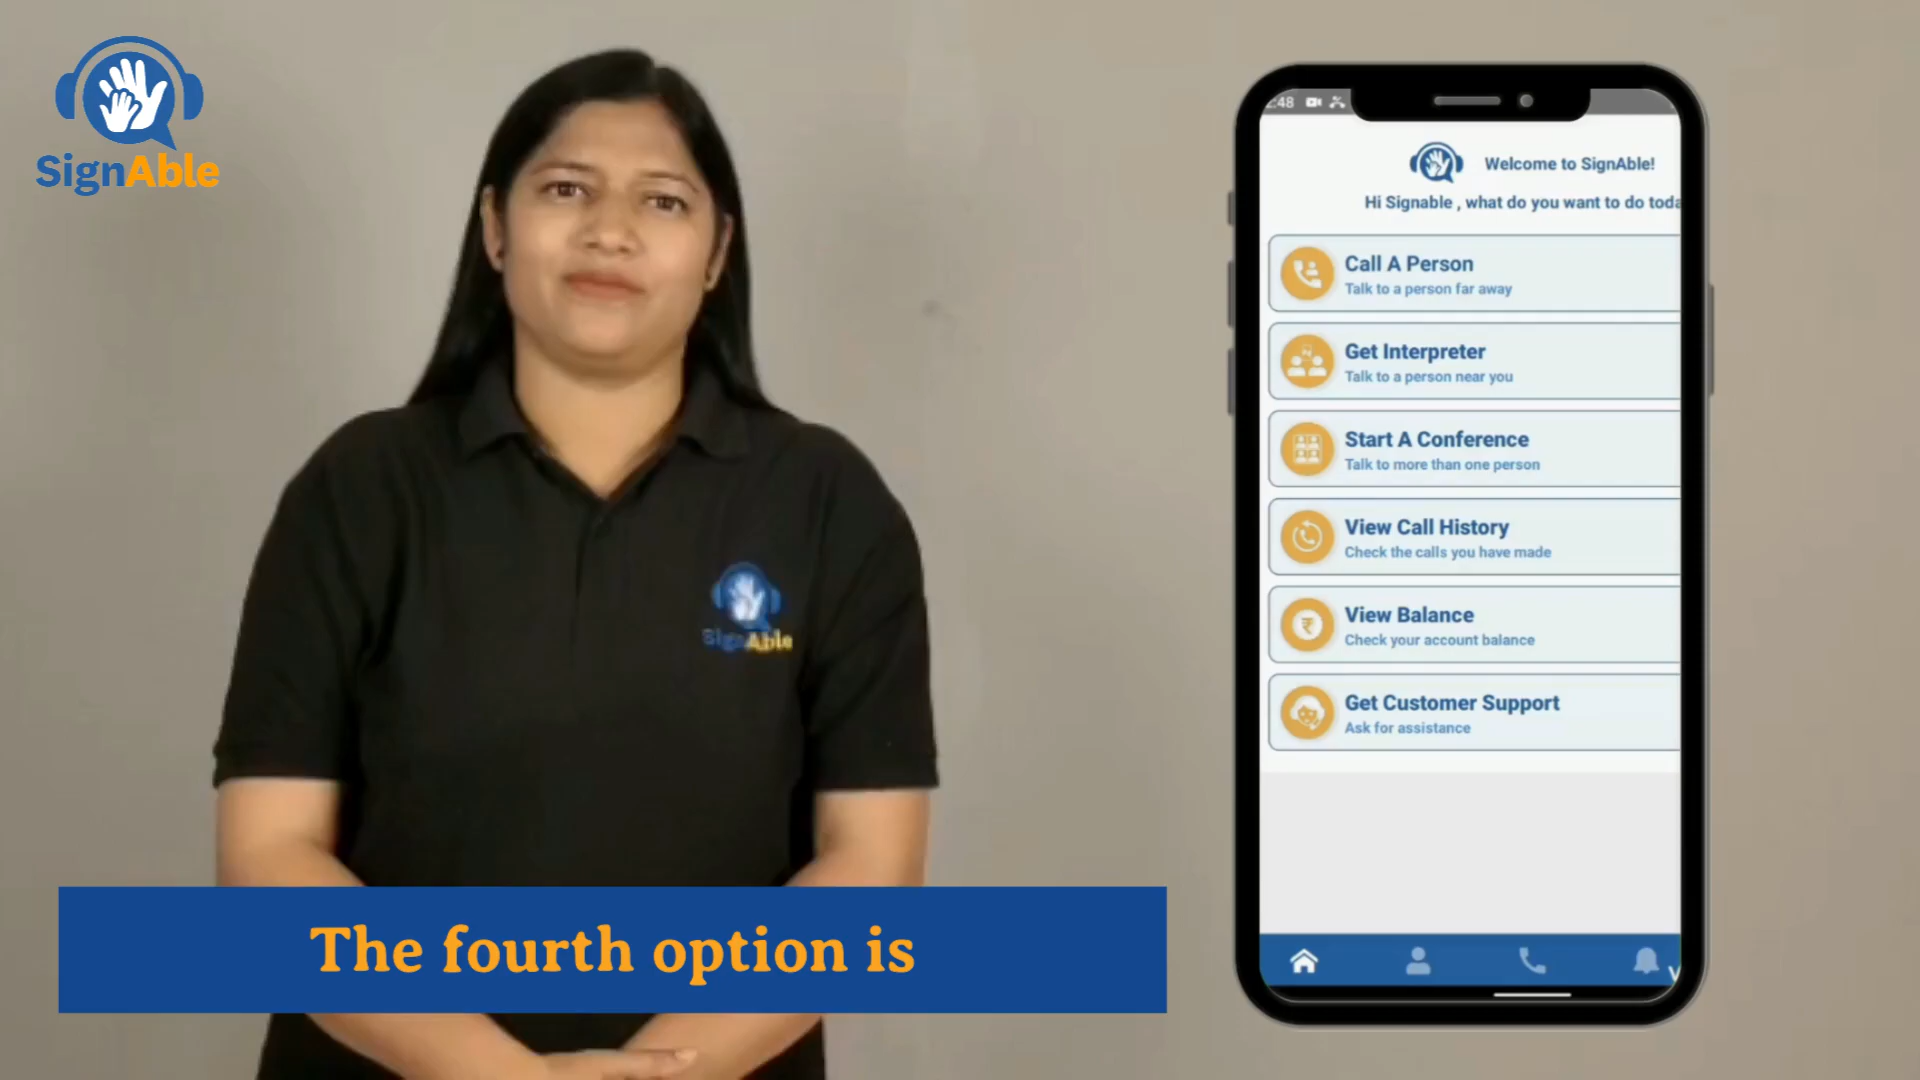 SignAble
SignAble
The fourth option is
:48
Welcome to SignAble!
Hi Signable , what do you want to do toda
Call A Person
Talk to a person far away
Get Interpreter
Talk to a person near you
Start A Conference
Talk to more than one person
View Call History
Check the calls you have made
View Balance
Check your account balance
Get Customer Support
Ask for assistance